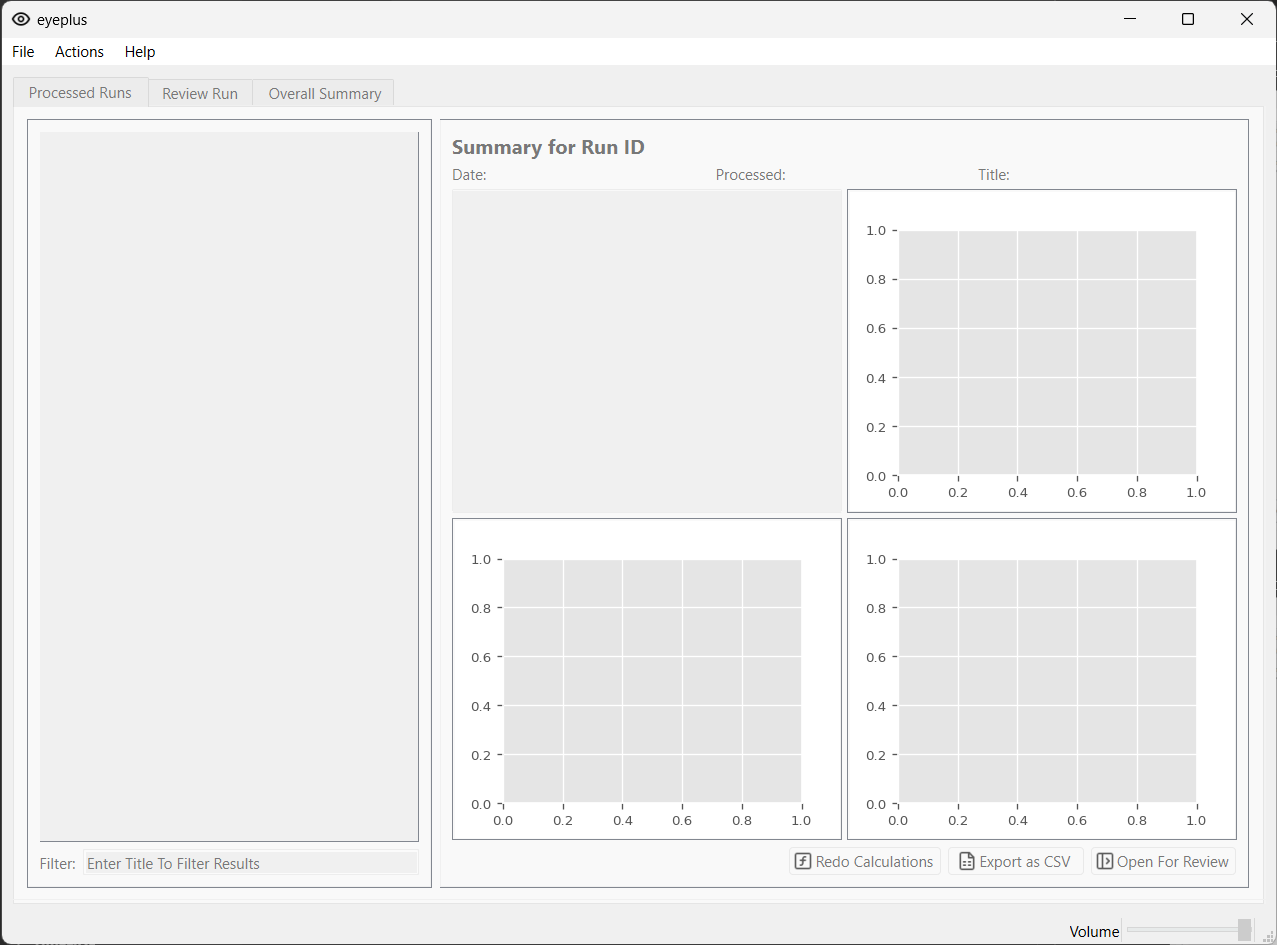 eyeplus
File Actions Help
Processed Runs Review Run Overall Summary
Summary for Run ID
Date: Processed: Title:
1.0
0.8
0.6
0.4
0.2
0.0
0.0 0.2 0.4 0.6 0.8 1.0
1.0
0.8
0.6
0.4
0.2
0.0
0.0 0.2 0.4 0.6 0.8 1.0
1.0
0.8
0.6
0.4
0.2
0.0
0.0 0.2 0.4 0.6 0.8 1.0
Filter: Enter Title To Filter Results
Redo Calculations Export as CSV Open For Review
Volume